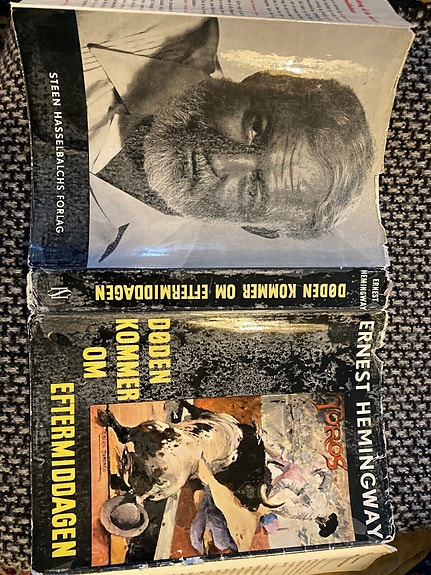 STEEN HASSELBALCHS FORLAG
ERNEST
HEMINGWAY
DØDEN KOMMER OM EFTERMIDDAGEN
ERNEST HEMINGWAY
TOROS
DØDEN
KOMMER
OM
EFTERMIDDAGEN